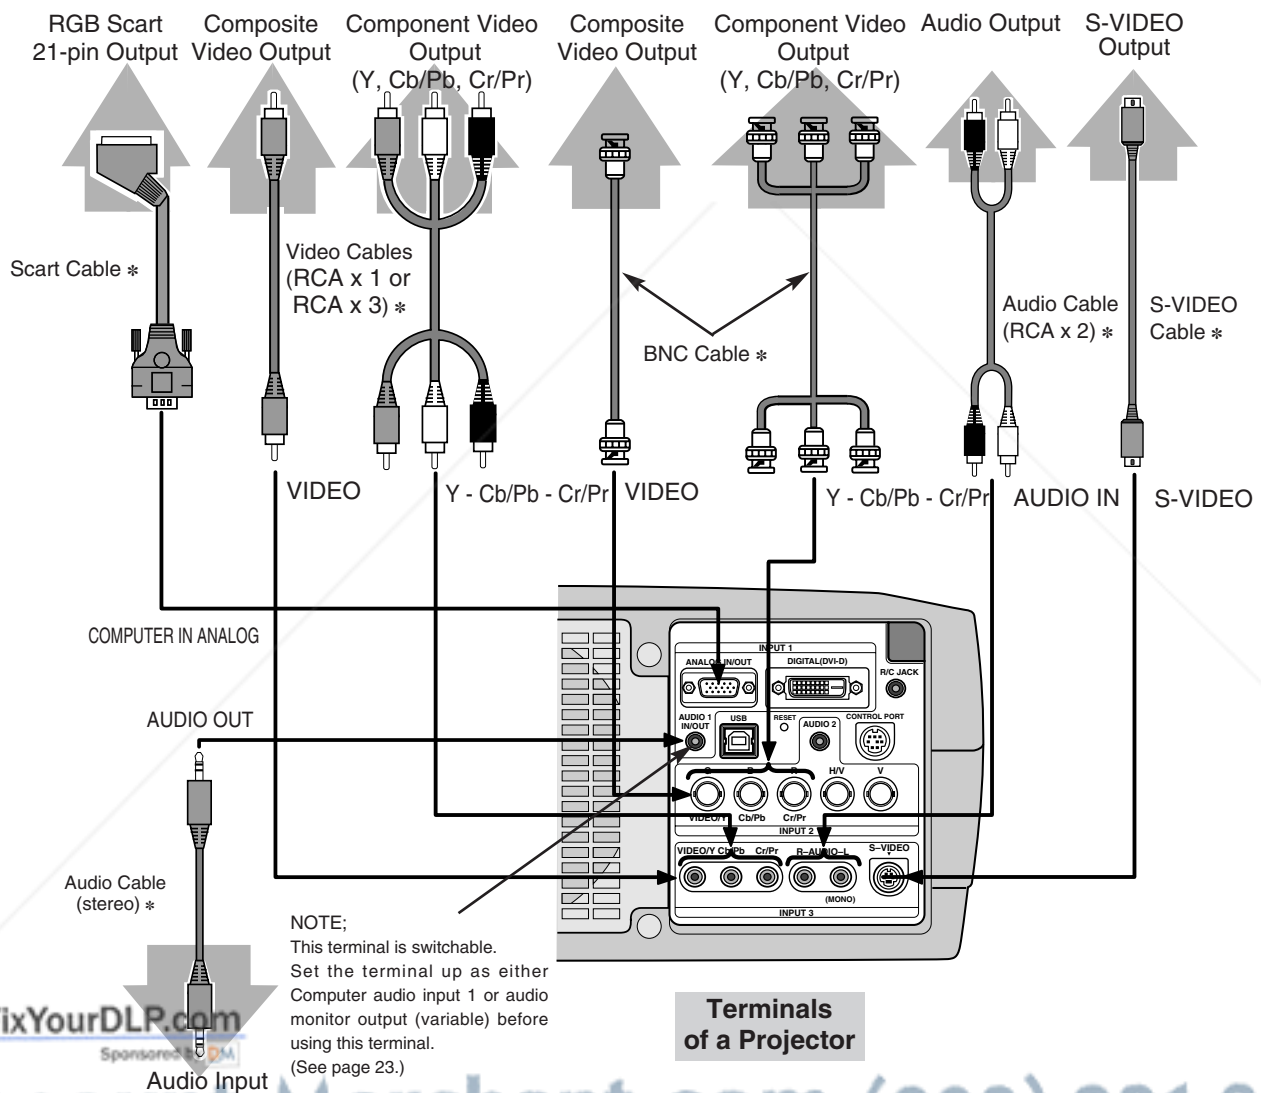 RGB Scart
21-pin Output
Composite
Video Output
Component Video
Output
(Y, Cb/Pb, Cr/Pr)
Composite
Video Output
Component Video
Output
(Y, Cb/Pb, Cr/Pr)
Audio Output
S-VIDEO
Output
Scart Cable *
Video Cables
(RCA x 1 or
RCA x 3) *
BNC Cable *
Audio Cable
(RCA x 2) *
S-VIDEO
Cable *
VIDEO
Y - Cb/Pb - Cr/Pr
VIDEO
Y - Cb/Pb - Cr/Pr
AUDIO IN
S-VIDEO
COMPUTER IN ANALOG
AUDIO OUT
INPUT 1
ANALOG IN/OUT
DIGITAL(DVI-D)
R/C JACK
AUDIO 1
IN/OUT
USB
RESET
AUDIO 2
CONTROL PORT
G
B
R
H/V
V
VIDEO/Y
Cb/Pb
Cr/Pr
INPUT 2
VIDEO/Y Cb/Pb Cr/Pr
R–AUDIO–L
S–VIDEO
(MONO)
INPUT 3
Audio Cable
(stereo) *
NOTE;
This terminal is switchable.
Set the terminal up as either
Computer audio input 1 or audio
monitor output (variable) before
using this terminal.
(See page 23.)
Terminals
of a Projector
ixYourDLP.com
Sponsored by DM
Audio Input